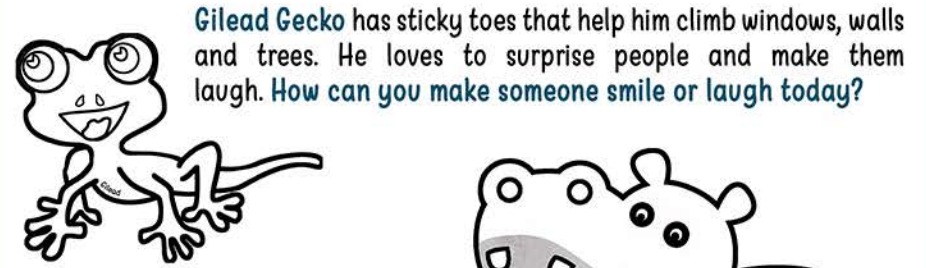 Gilead Gecko has sticky toes that help him climb windows, walls
and trees. He loves to surprise people and make them
laugh. How can you make someone smile or laugh today?
Gilead